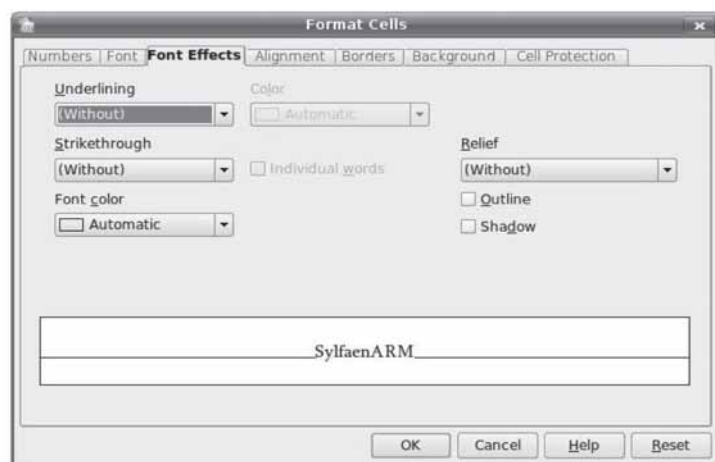 Format Cells
Numbers Font Font Effects Alignment Borders Background Cell Protection
Underlining Color
(Without) Automatic
Strikethrough Relief
(Without) Individual words (Without)
Font color Outline
Automatic Shadow
SylfaenARM
OK Cancel Help Reset